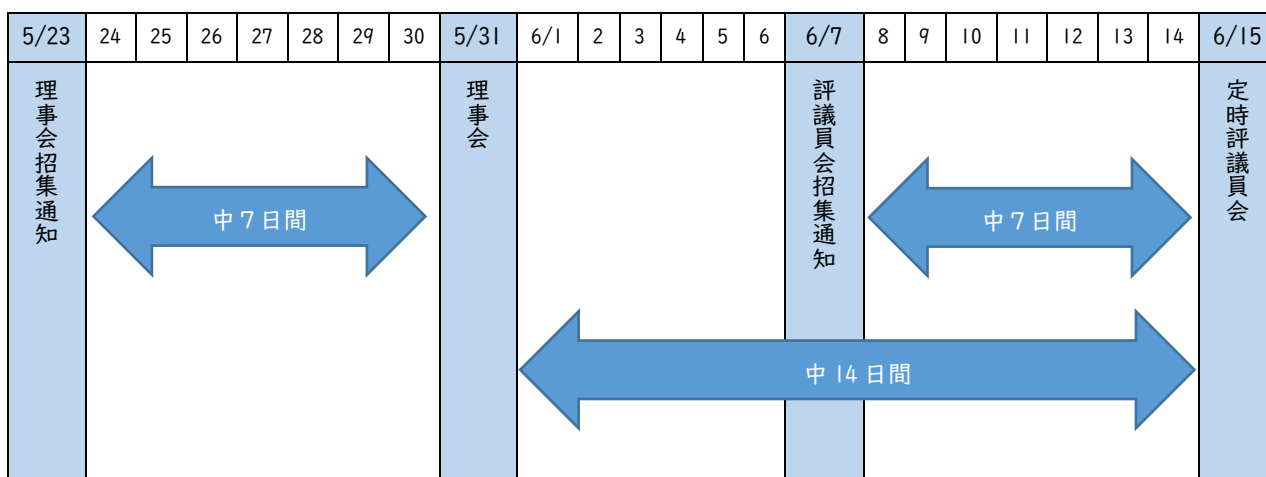 5/23 24 25 26 27 28 29 30 5/31 6/1 2 3 4 5 6 6/7 8 9 10 11 12 13 14 6/15
理事会招集通知
理事会
評議員会招集通知
定時評議員会
中7日間
中7日間
中14日間